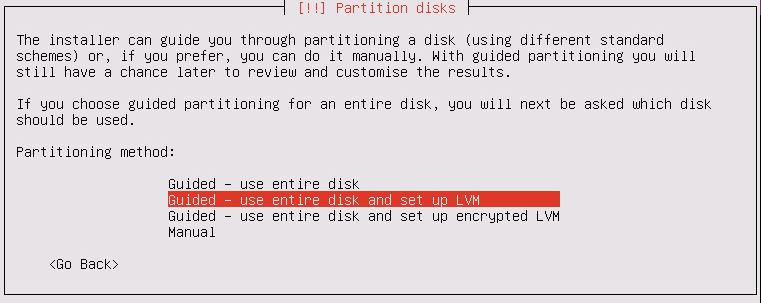 [!!] Partition disks
The installer can guide you through partitioning a disk (using different standard
schemes) or, if you prefer, you can do it manually. With guided partitioning you will
still have a chance later to review and customise the results.
If you choose guided partitioning for an entire disk, you will next be asked which disk
should be used.
Partitioning method:
Guided - use entire disk
Guided - use entire disk and set up LVM
Guided - use entire disk and set up encrypted LVM
Manual
<Go Back>